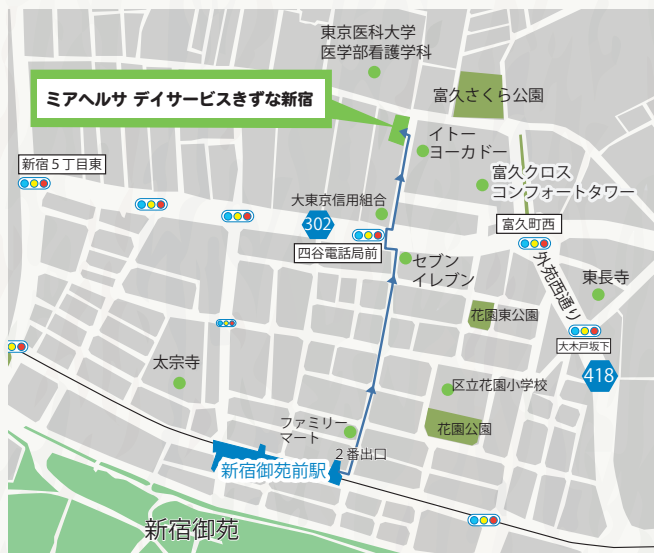 東京医科大学
医学部看護学科
ミアヘルサ デイサービスきずな新宿
富久さくら公園
イトー
ヨーカドー
新宿５丁目東
富久クロス
コンフォートタワー
大東京信用組合
302
富久町西
四谷電話局前
セブン
イレブン
外苑西通り
東長寺
花園東公園
大木戸坂下
太宗寺
418
区立花園小学校
ファミリー
マート
花園公園
２番出口
新宿御苑前駅
新宿御苑